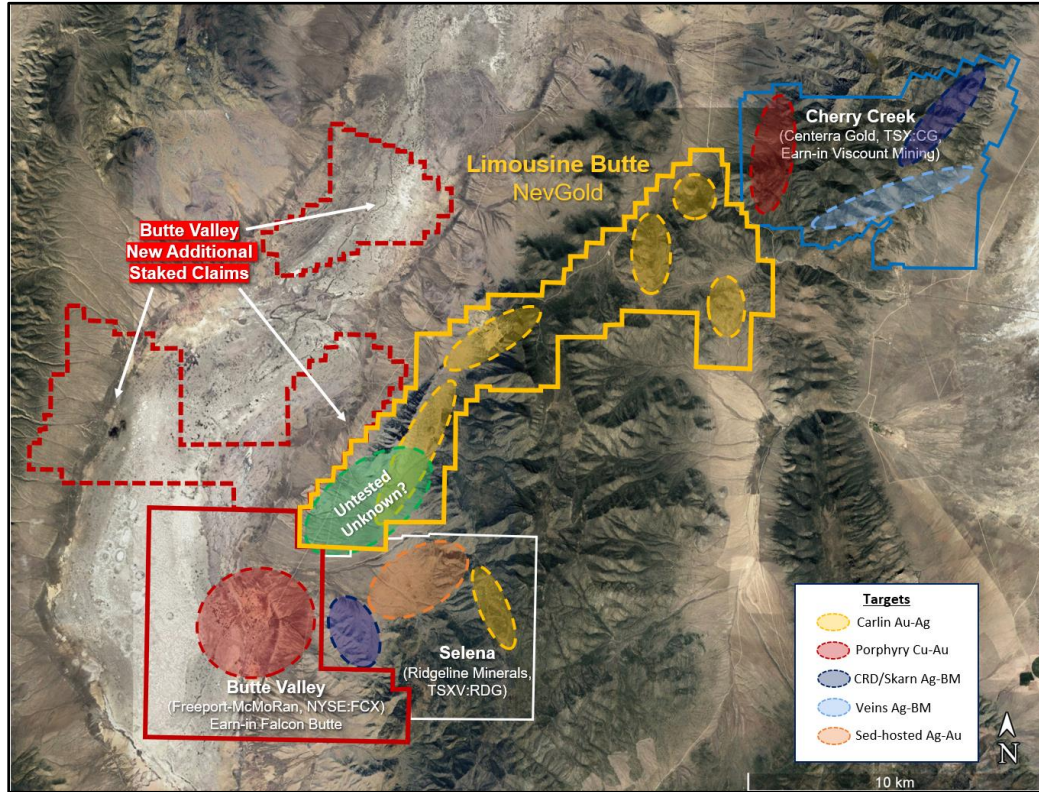 Cherry Creek
(Centerra Gold, TSX:CG,
Earn-in Viscount Mining)
Limousine Butte
NevGold
Butte Valley
New Additional
Staked Claims
Untested
Unknown?
Selena
(Ridgeline Minerals,
TSXV:RDG)
Butte Valley
(Freeport-McMoRan, NYSE:FCX)
Earn-in Falcon Butte
Targets
Carlin Au-Ag
Porphyry Cu-Au
CRD/Skarn Ag-BM
Veins Ag-BM
Sed-hosted Ag-Au
N
10 km